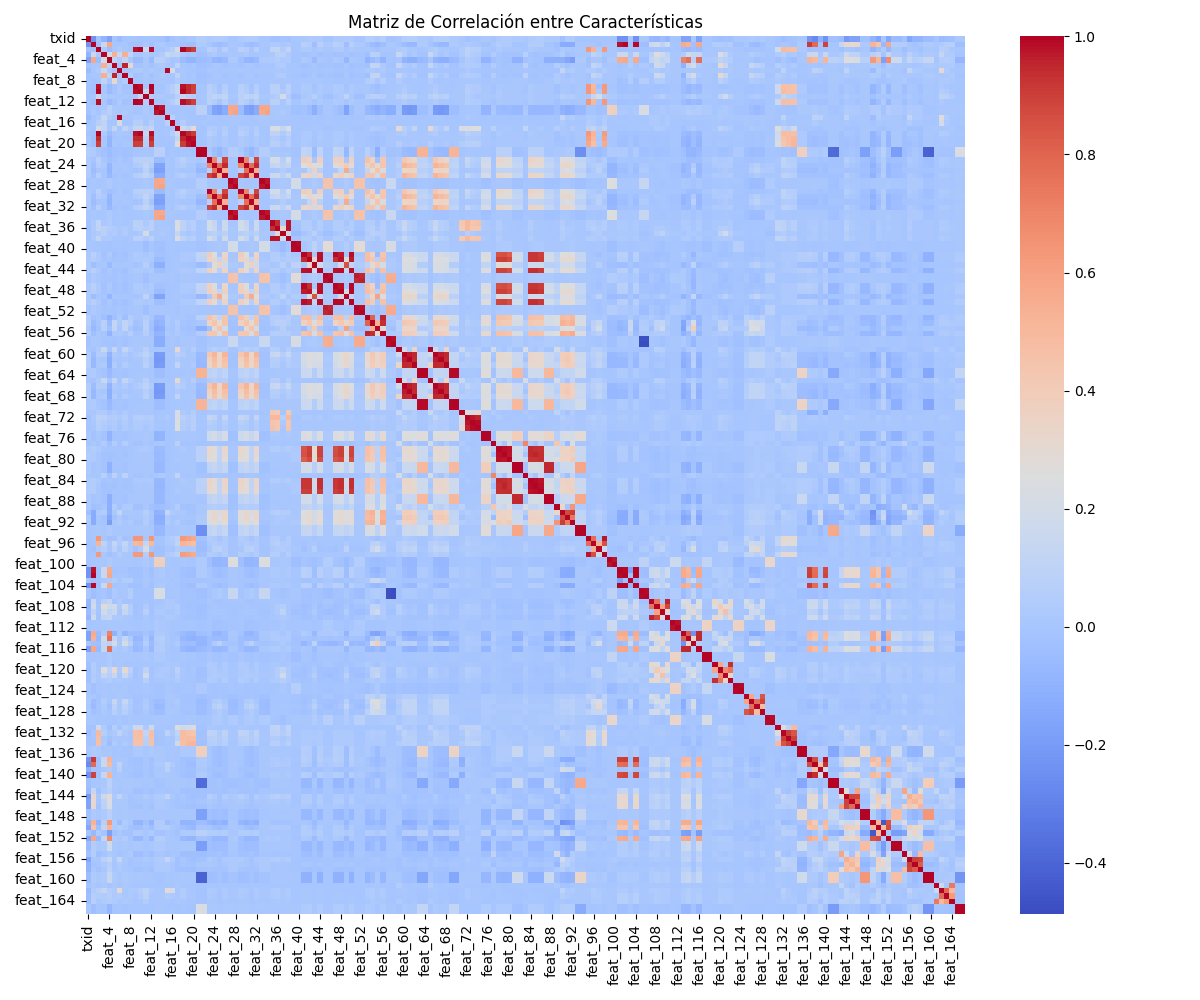 Matriz de Correlación entre Características
txid
feat_4
feat_8
feat_12
feat_16
feat_20
feat_24
feat_28
feat_32
feat_36
feat_40
feat_44
feat_48
feat_52
feat_56
feat_60
feat_64
feat_68
feat_72
feat_76
feat_80
feat_84
feat_88
feat_92
feat_96
feat_100
feat_104
feat_108
feat_112
feat_116
feat_120
feat_124
feat_128
feat_132
feat_136
feat_140
feat_144
feat_148
feat_152
feat_156
feat_160
feat_164
txid
feat_4
feat_8
feat_12
feat_16
feat_20
feat_24
feat_28
feat_32
feat_36
feat_40
feat_44
feat_48
feat_52
feat_56
feat_60
feat_64
feat_68
feat_72
feat_76
feat_80
feat_84
feat_88
feat_92
feat_96
feat_100
feat_104
feat_108
feat_112
feat_116
feat_120
feat_124
feat_128
feat_132
feat_136
feat_140
feat_144
feat_148
feat_152
feat_156
feat_160
feat_164
1.0
0.8
0.6
0.4
0.2
0.0
−0.2
−0.4